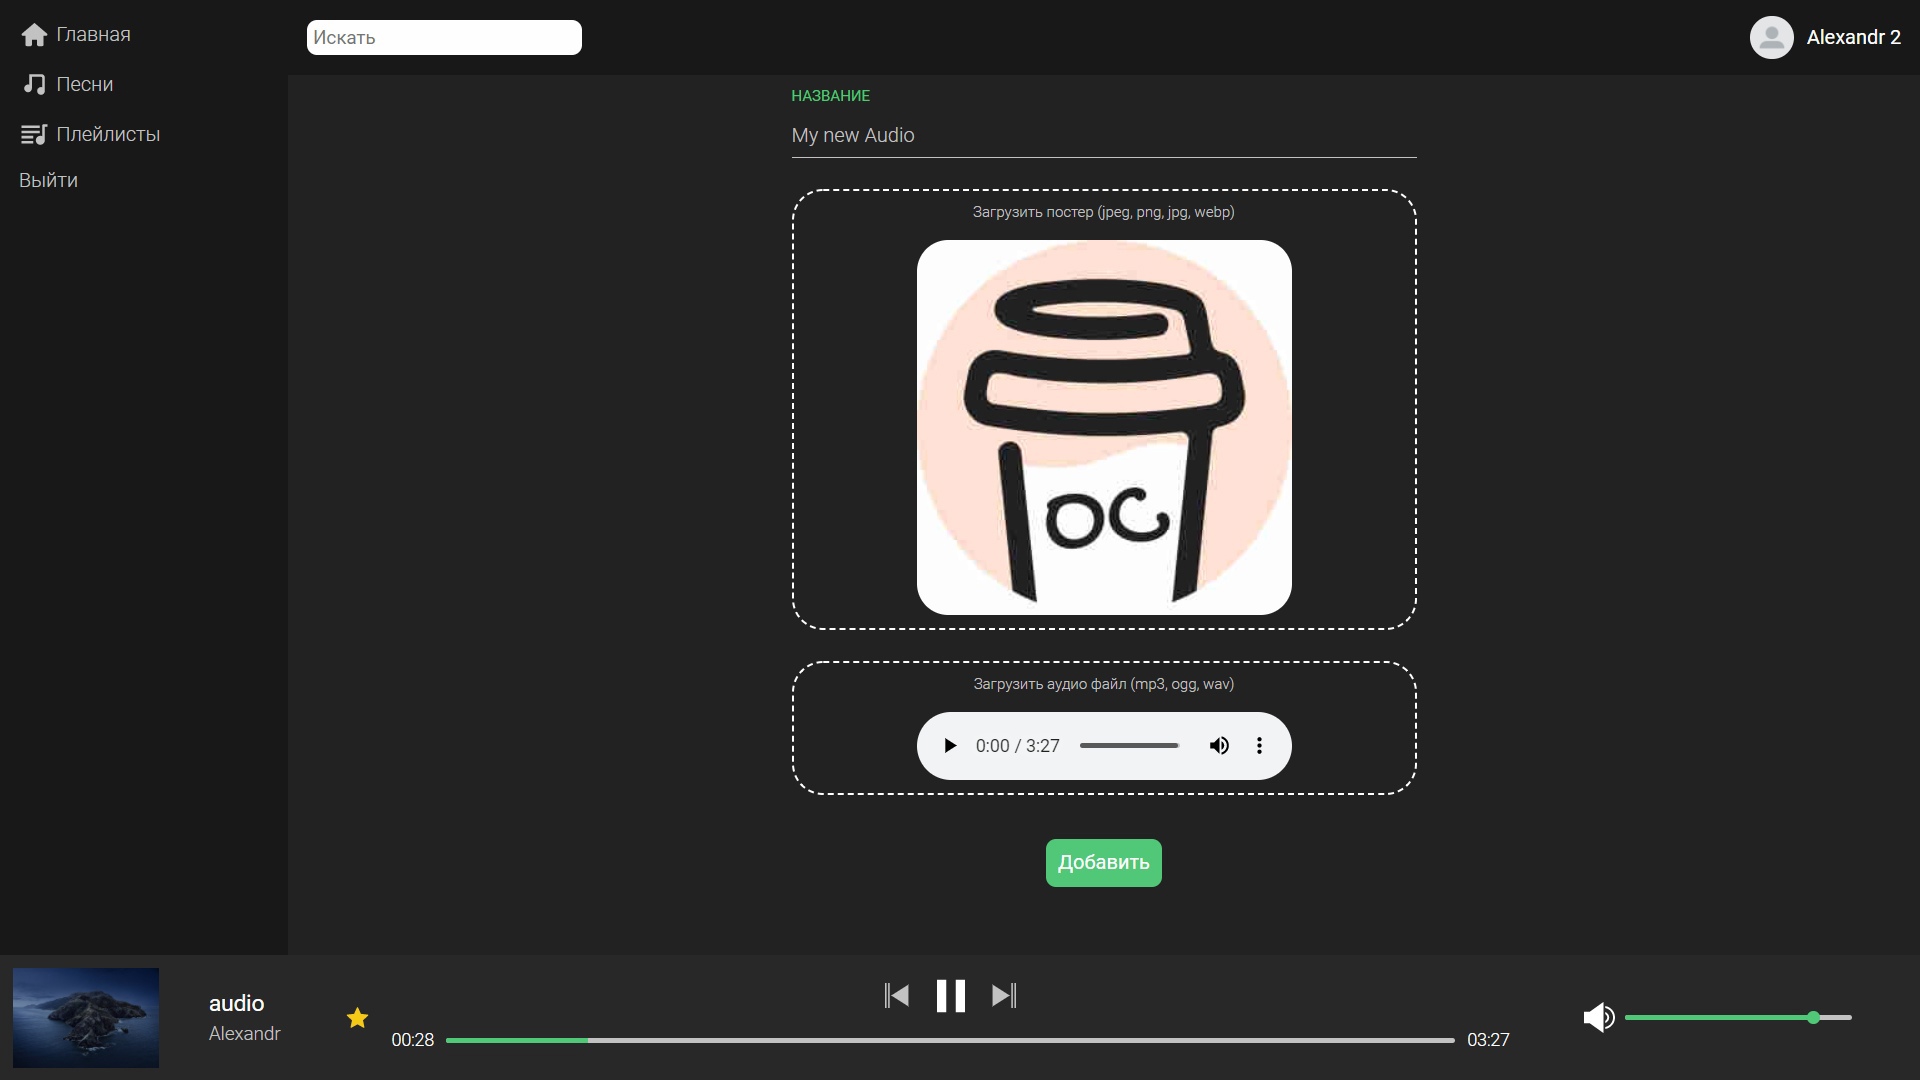 Главная
Песни
Плейлисты
Выйти
Искать
Alexandr 2
НАЗВАНИЕ
My new Audio
Загрузить постер (jpeg, png, jpg, webp)
OC
Загрузить аудио файл (mp3, ogg, wav)
0:00 / 3:27
Добавить
audio
Alexandr
00:28
03:27